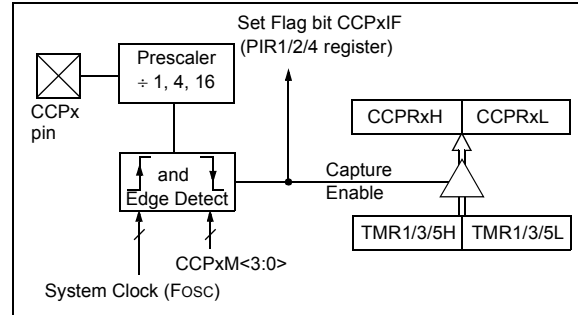 Set Flag bit CCPxIF
(PIR1/2/4 register)
Prescaler
÷ 1, 4, 16
CCPx
pin
CCPRxH
CCPRxL
and
Edge Detect
Capture
Enable
TMR1/3/5H
TMR1/3/5L
CCPxM<3:0>
System Clock (FOSC)